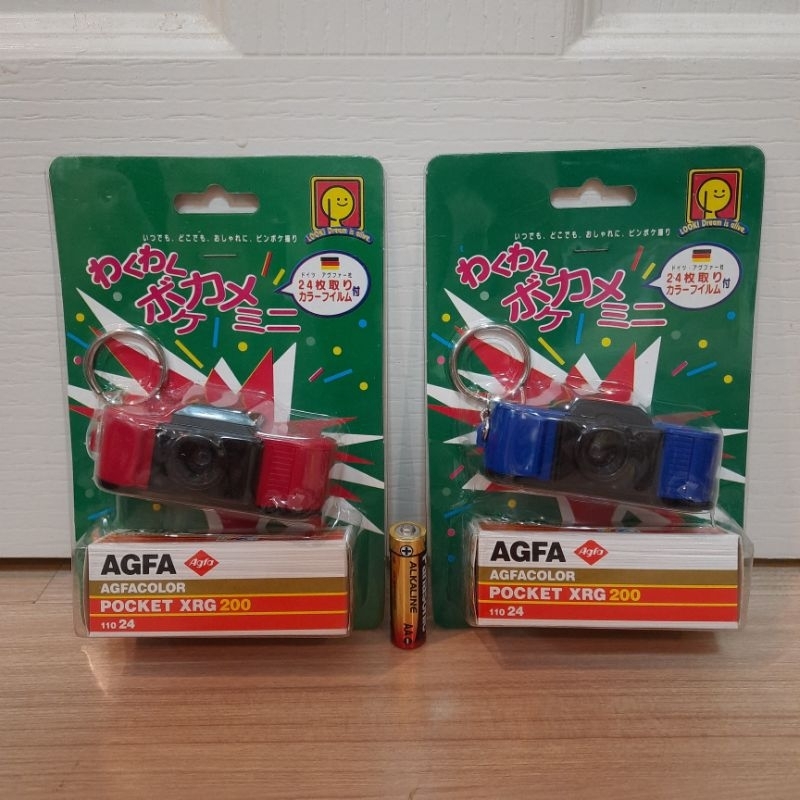 LOOK! Dream is alive.
いつでも、どこでも、おしゃれに、ピンボケ撮り
わくわく
ボケカメ
ミニ
ドイツ・アグファー社
24枚取り
カラーフィルム付
AGFA
Agfa
AGFACOLOR
POCKET XRG 200
110 24
ALKALINE
AA
LOOK! Dream is alive.
いつでも、どこでも、おしゃれに、ピンボケ撮り
わくわく
ボケカメ
ミニ
ドイツ・アグファー社
24枚取り
カラーフィルム付
AGFA
Agfa
AGFACOLOR
POCKET XRG 200
110 24